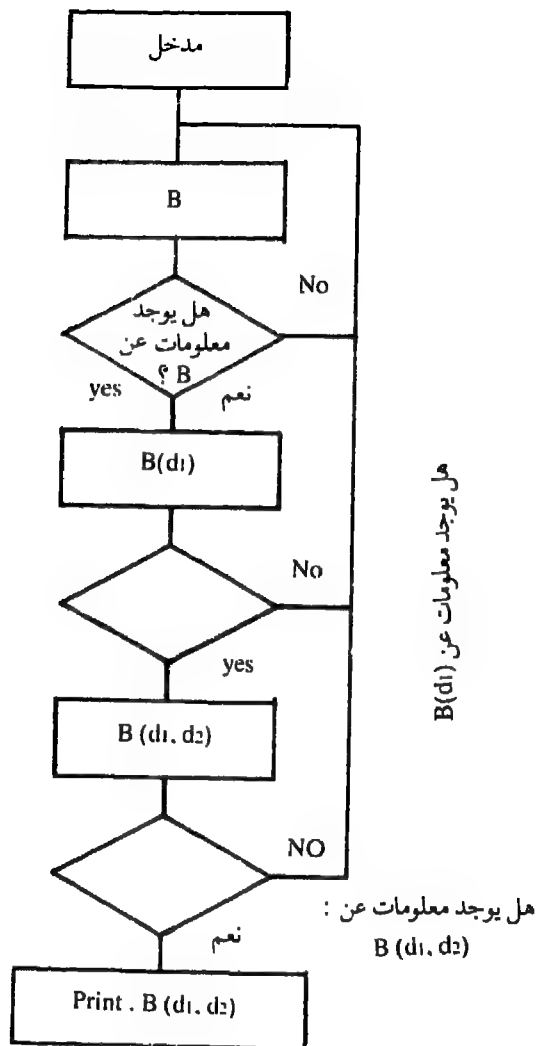 مدخل
B
No
هل يوجد
معلومات عن
B ؟
yes
نعم
B(d1)
No
هل يوجد معلومات عن B(d1)
yes
B (d1. d2)
NO
هل يوجد معلومات عن :
B (d1. d2)
نعم
Print . B (d1. d2)